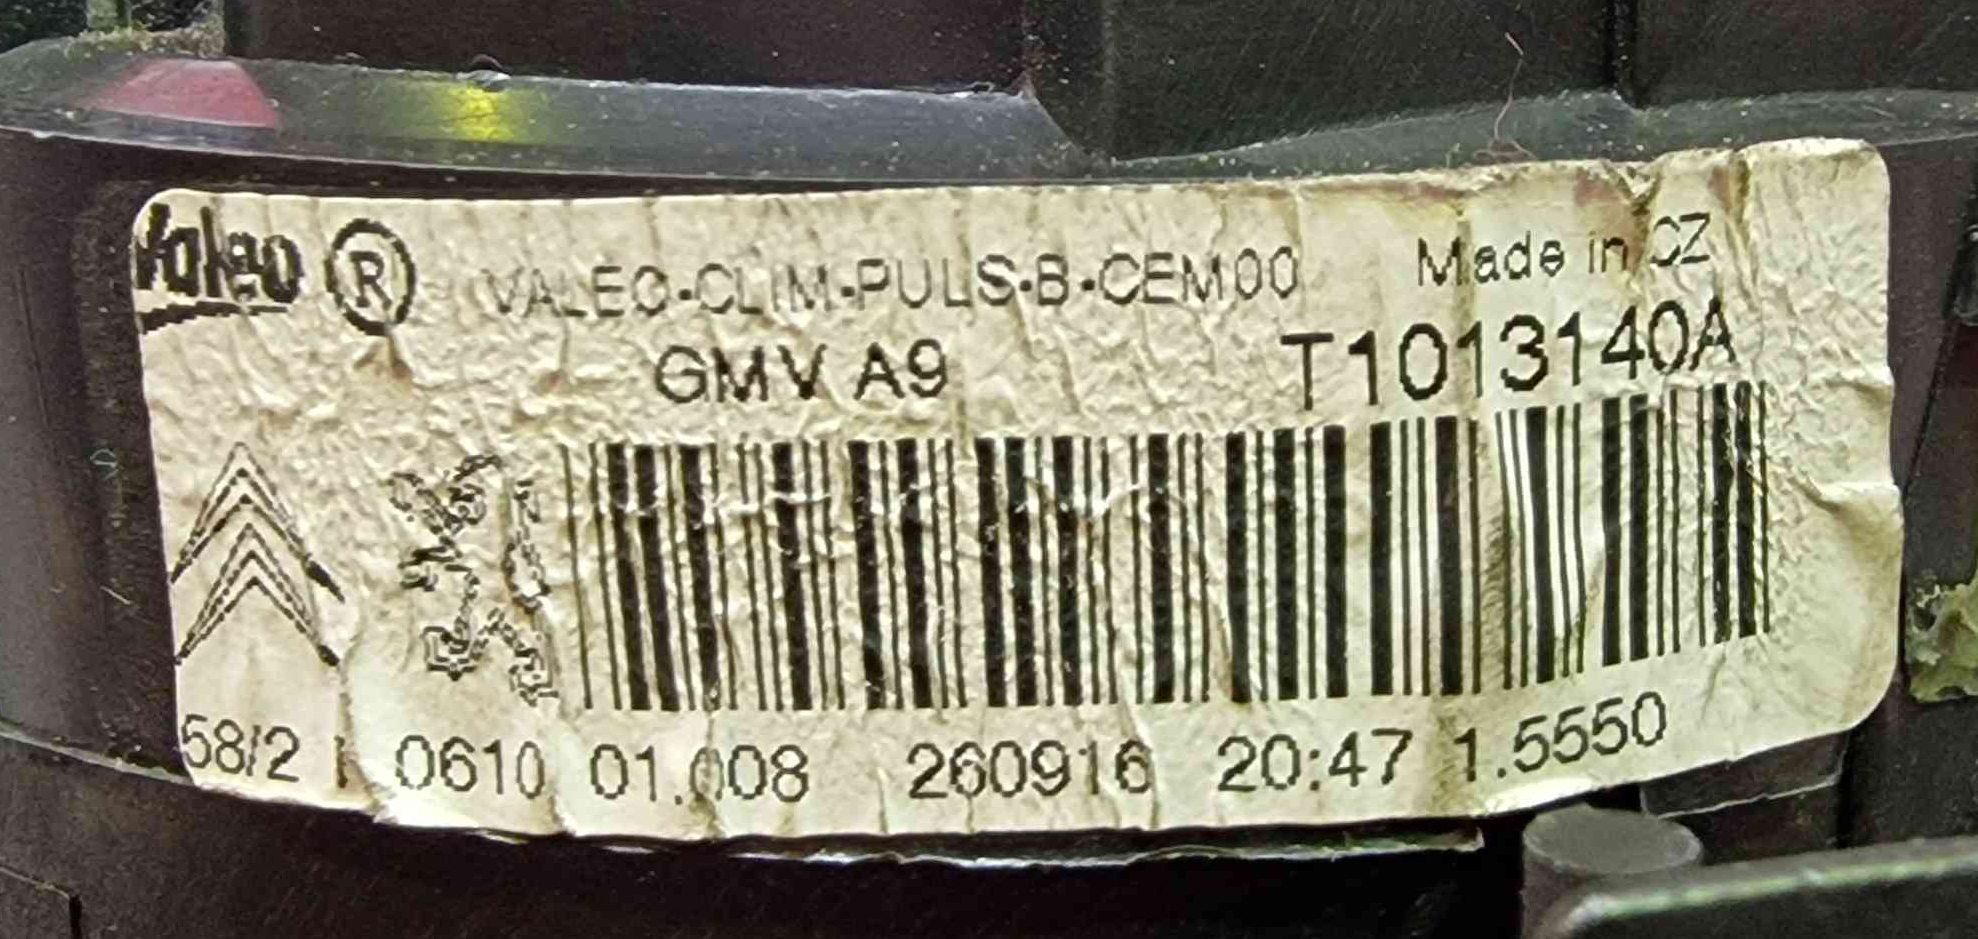 Valeo ® VALEO-CLIM-PULS-B-CEM00 Made in CZ
GMV A9 T1013140A
58/2 0610 01.008 260916 20:47 1.5550